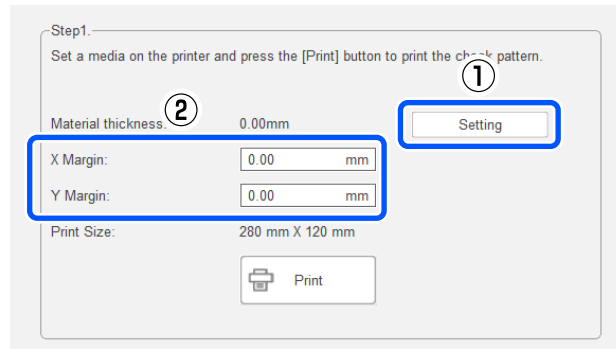 Step1.
Set a media on the printer and press the [Print] button to print the check pattern.
①
②
Material thickness: 0.00mm Setting
X Margin: 0.00 mm
Y Margin: 0.00 mm
Print Size: 280 mm X 120 mm
Print